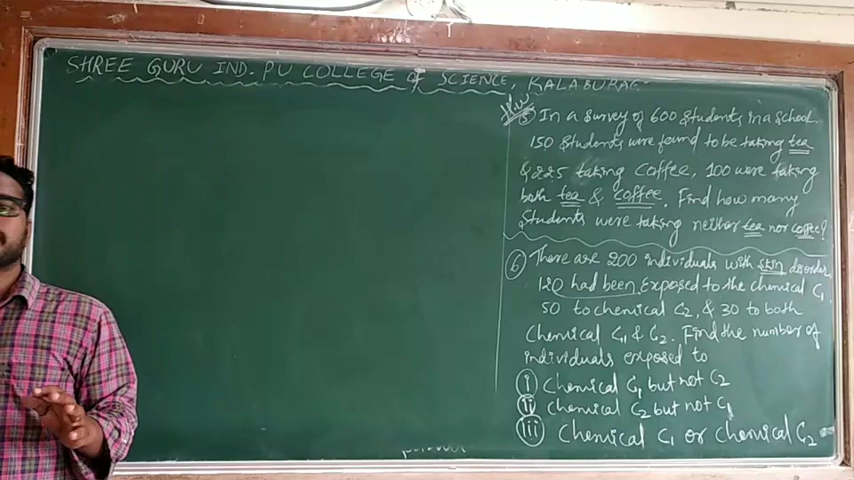 SHREE GURU IND. PU COLLEGE of SCIENCE, KALABURAG
H.W
5 In a survey of 600 students in a school
150 students were found to be taking tea
& 225 taking coffee, 100 were taking
both tea & coffee. Find how many
students were taking neither tea nor coffee?
6 There are 200 individuals with skin disorder
120 had been exposed to the chemical C1
50 to chemical C2, & 30 to both
Chemical C1 & C2. Find the number of
individuals exposed to
i Chemical C1 but not C2
ii Chemical C2 but not C1
iii Chemical C1 or chemical C2